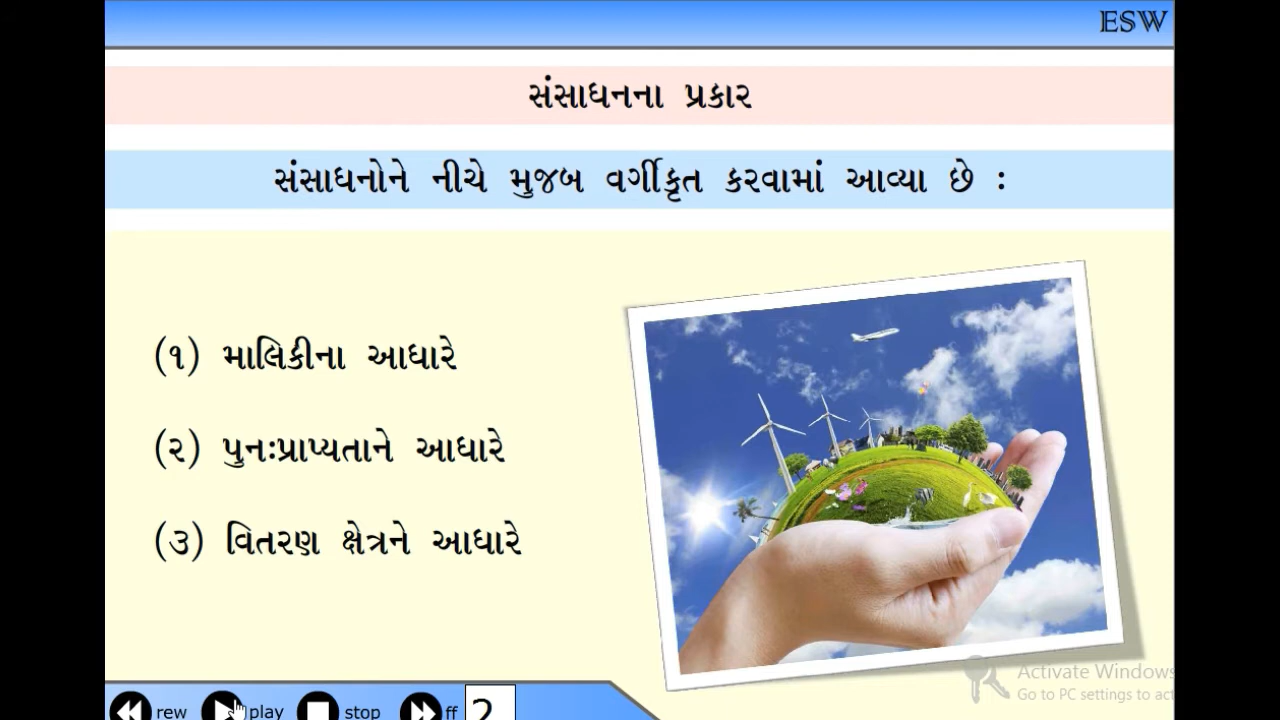 ESW
સંસાધનના પ્રકાર
સંસાધનોને નીચે મુજબ વર્ગીકૃત કરવામાં આવ્યા છે :
(૧) માલિકીના આધારે
(૨) પુનઃપ્રાપ્યતાને આધારે
(૩) વિતરણ ક્ષેત્રને આધારે
Activate Windows
Go to PC settings to act
rew play stop ff 2